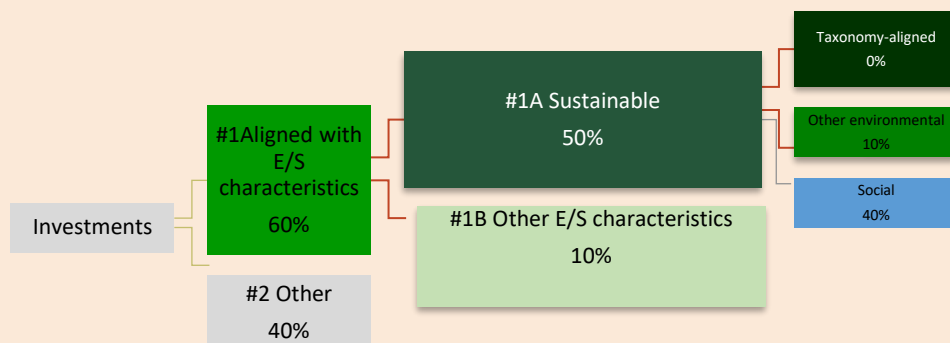 Investments
#1Aligned with
E/S
characteristics
60%
#2 Other
40%
#1A Sustainable
50%
#1B Other E/S characteristics
10%
Taxonomy-aligned
0%
Other environmental
10%
Social
40%